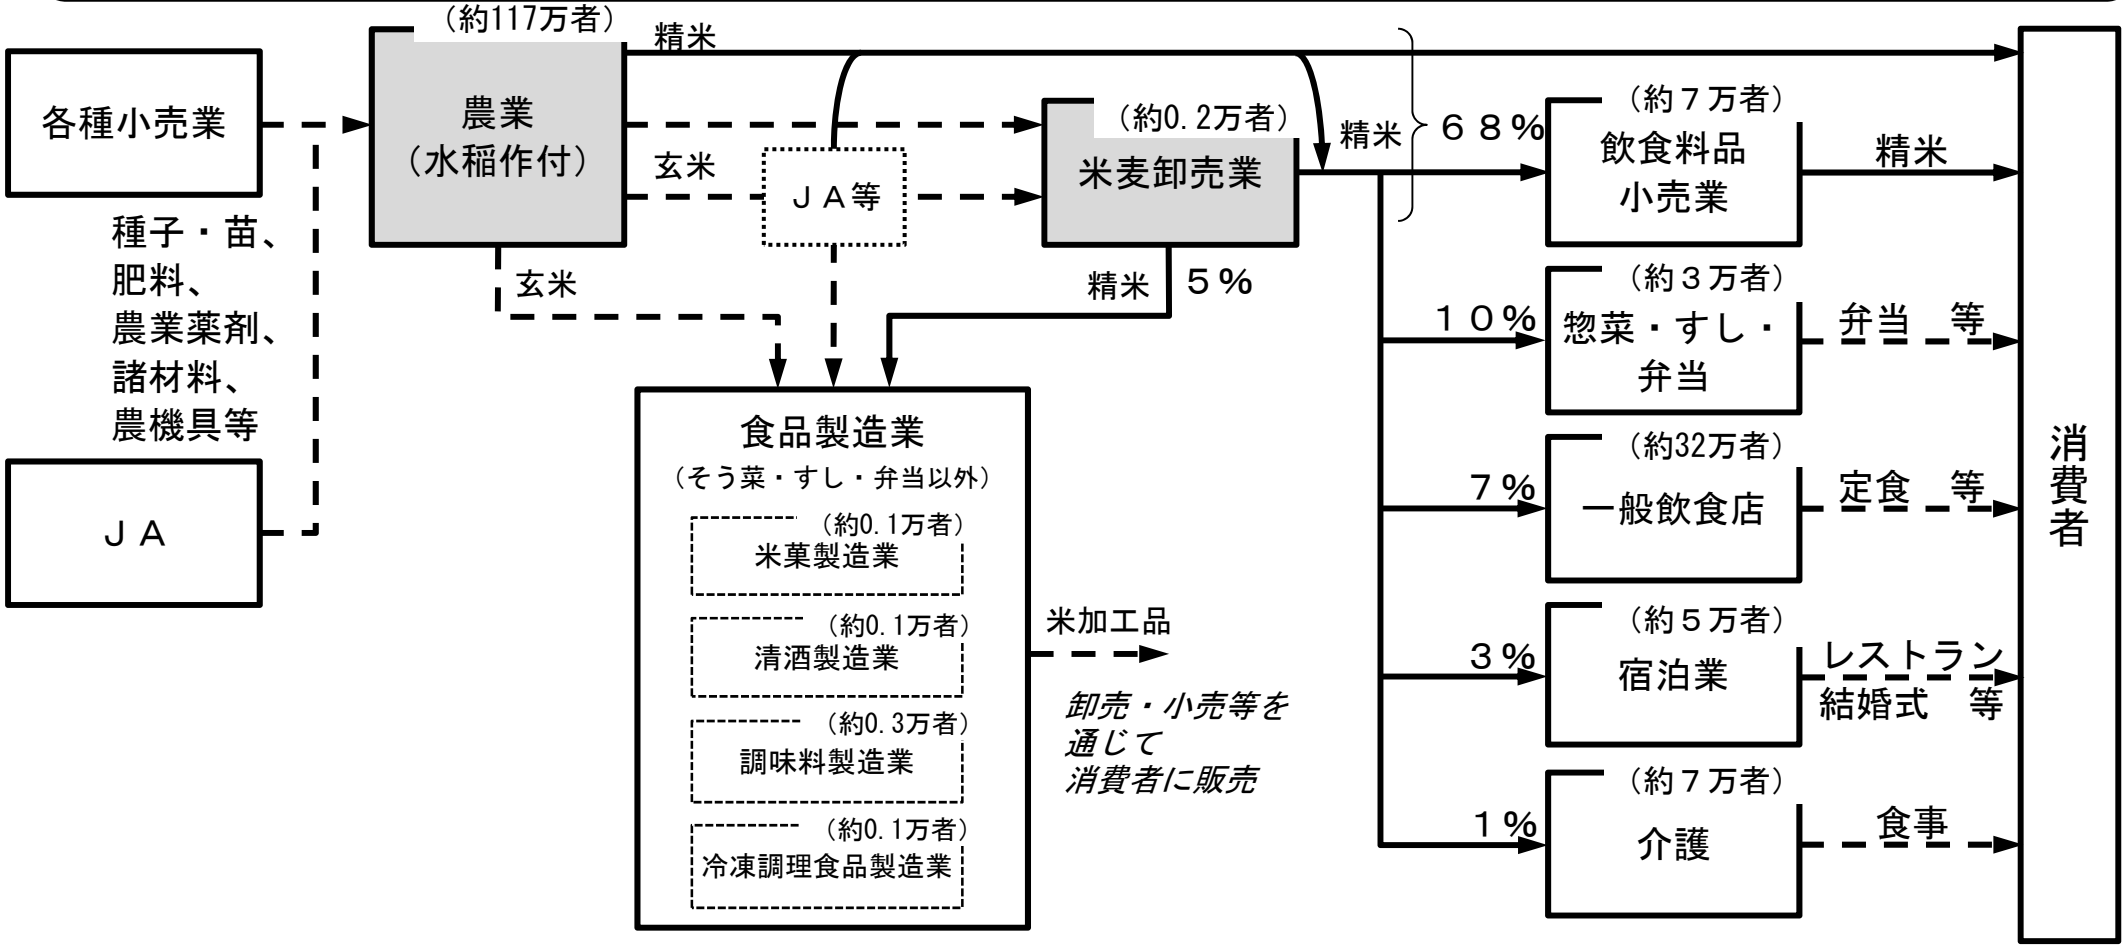 各種小売業
種子・苗、
肥料、
農業薬剤、
諸材料、
農機具等
ＪＡ
（約117万者）
農業
（水稲作付）
精米
玄米
玄米
ＪＡ等
（約0.2万者）
米麦卸売業
精米
５%
精米
６８%
食品製造業
（そう菜・すし・弁当以外）
（約0.1万者）
米菓製造業
（約0.1万者）
清酒製造業
（約0.3万者）
調味料製造業
（約0.1万者）
冷凍調理食品製造業
米加工品
卸売・小売等を
通じて
消費者に販売
（約７万者）
飲食料品
小売業
精米
１０%
（約３万者）
惣菜・すし・
弁当
弁当　等
７%
（約32万者）
一般飲食店
定食　等
３%
（約５万者）
宿泊業
レストラン
結婚式　等
１%
（約７万者）
介護
食事
消費者